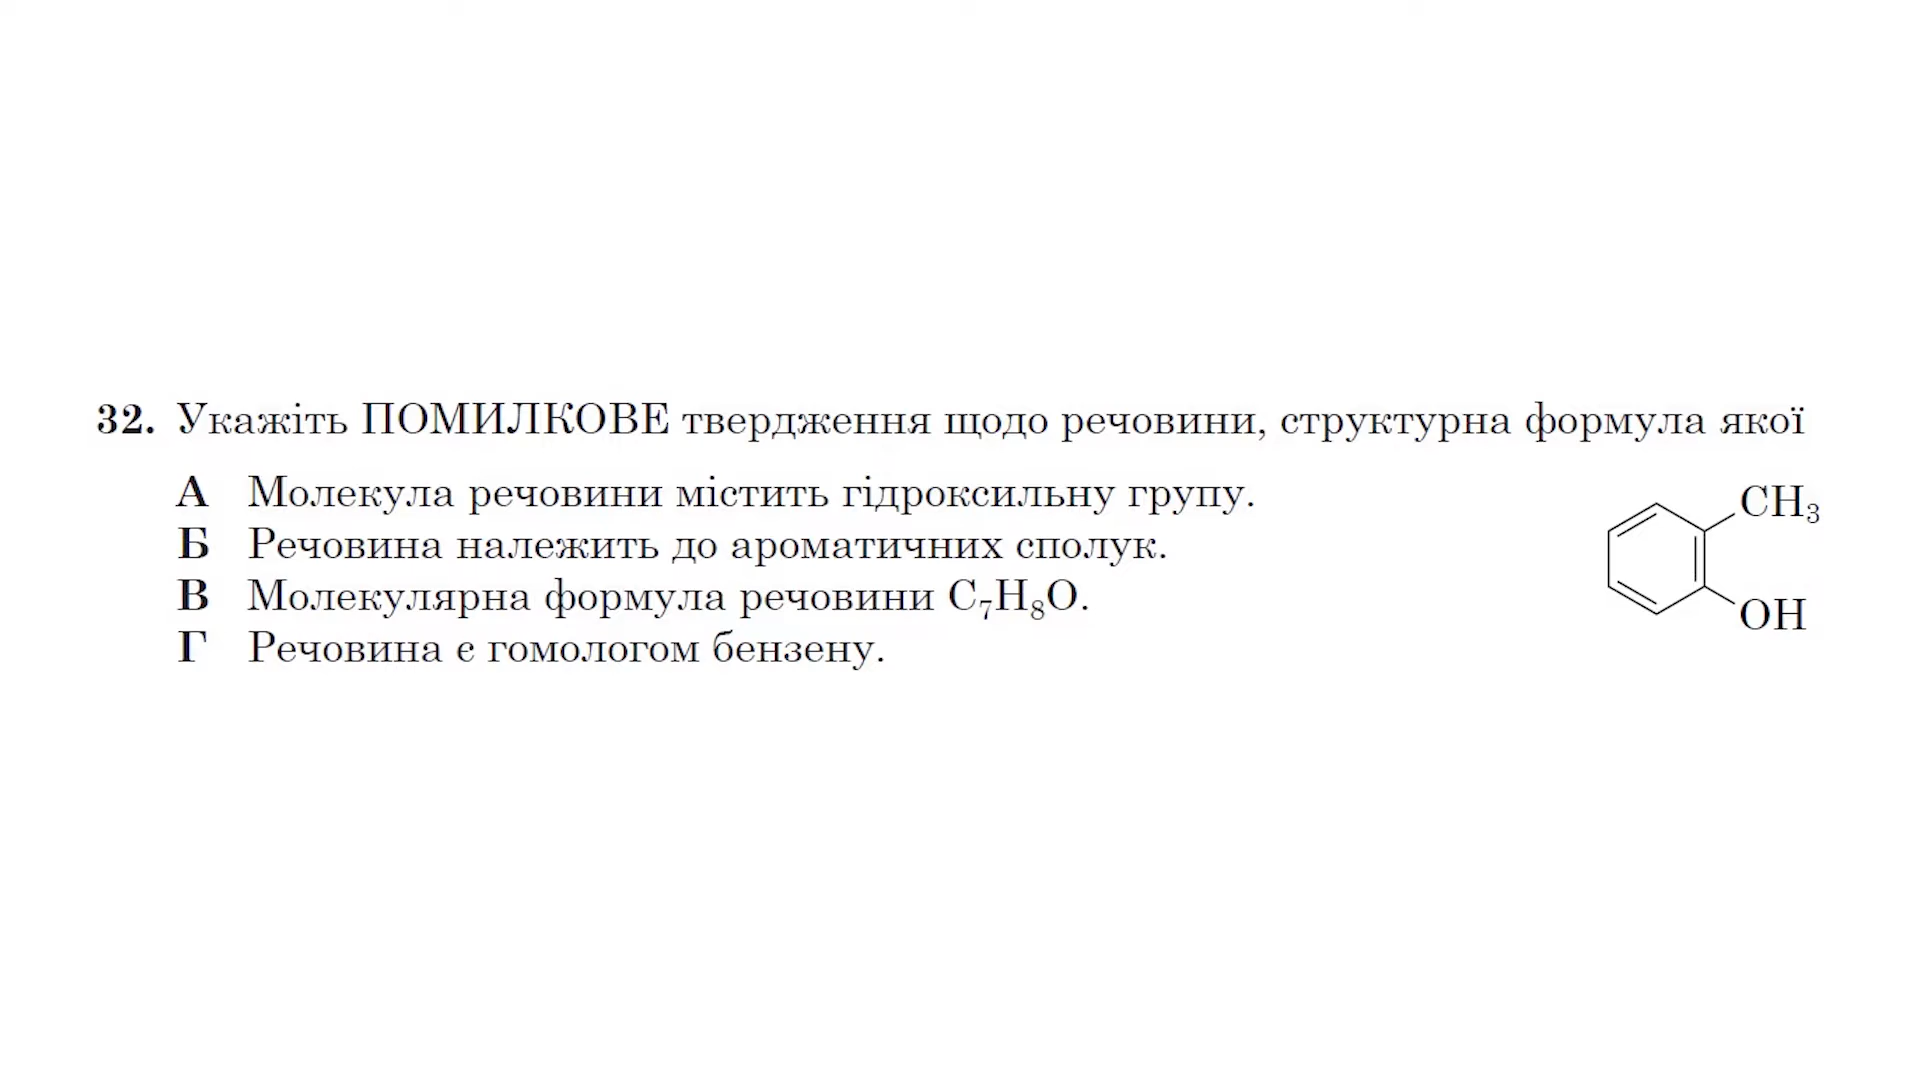 32. Укажіть ПОМИЛКОВЕ твердження щодо речовини, структурна формула якої
А Молекула речовини містить гідроксильну групу.
Б Речовина належить до ароматичних сполук.
В Молекулярна формула речовини C₇H₈O.
Г Речовина є гомологом бензену.
CH₃
OH